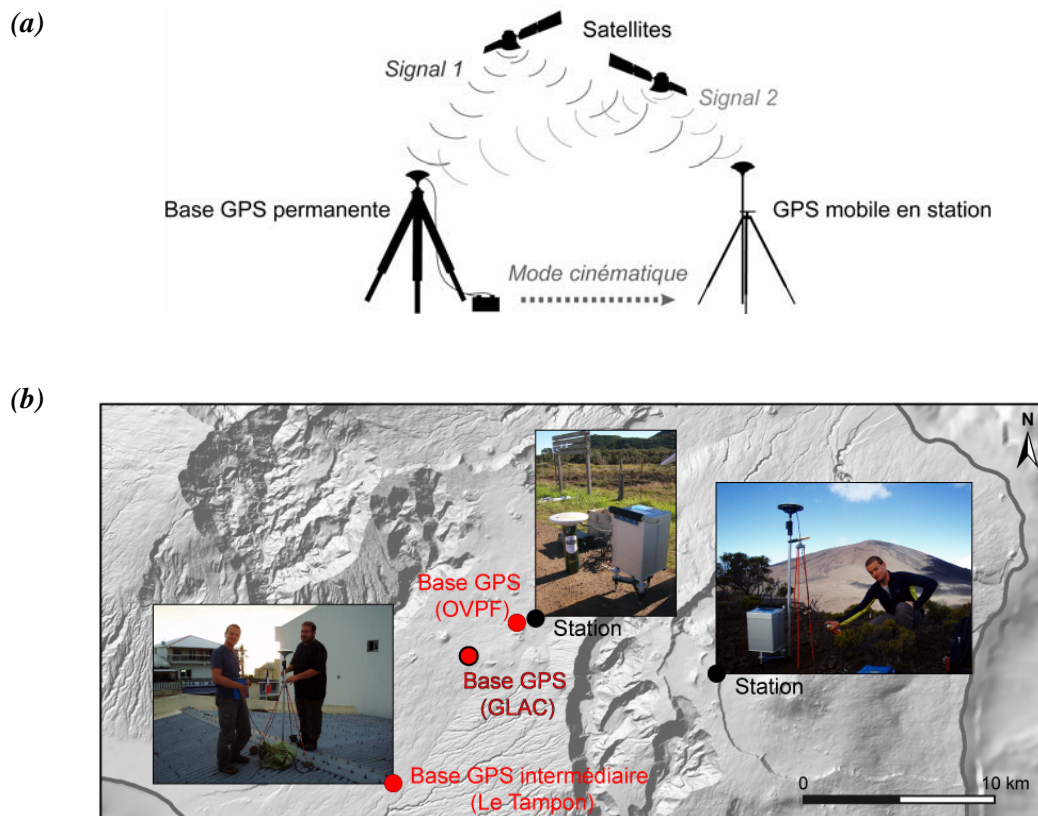 (a)
Satellites
Signal 1
Signal 2
Base GPS permanente
GPS mobile en station
Mode cinématique
(b)
N
Base GPS
(OVPF)
Station
Base GPS
(GLAC)
Station
Base GPS intermédiaire
(Le Tampon)
0
10 km